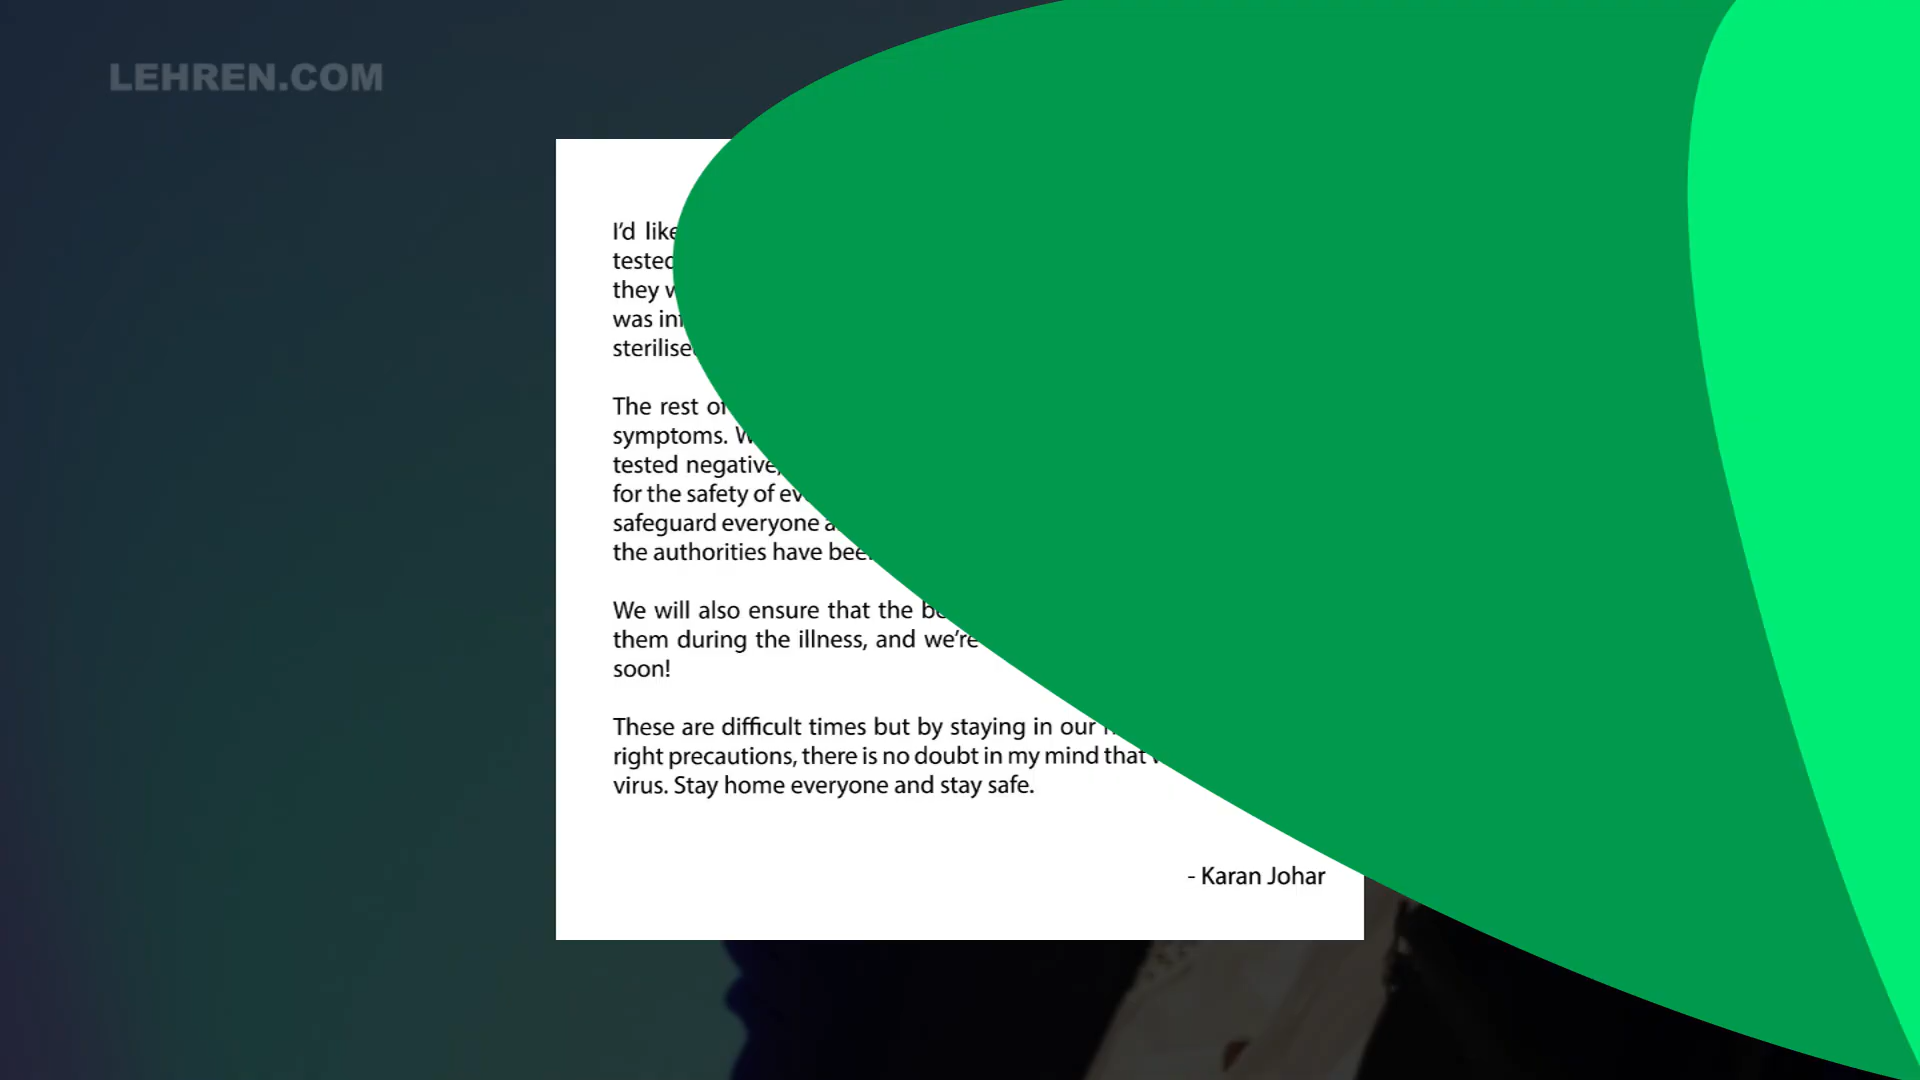 LEHREN.COM
I'd like
tested
they
was
The rest of
symptoms.
tested negative,
for the safety of
safeguard everyone
the authorities have
We will also ensure that the
them during the illness, and we're
soon!
These are difficult times but by staying in our
right precautions, there is no doubt in my mind that
virus. Stay home everyone and stay safe.
- Karan Johar